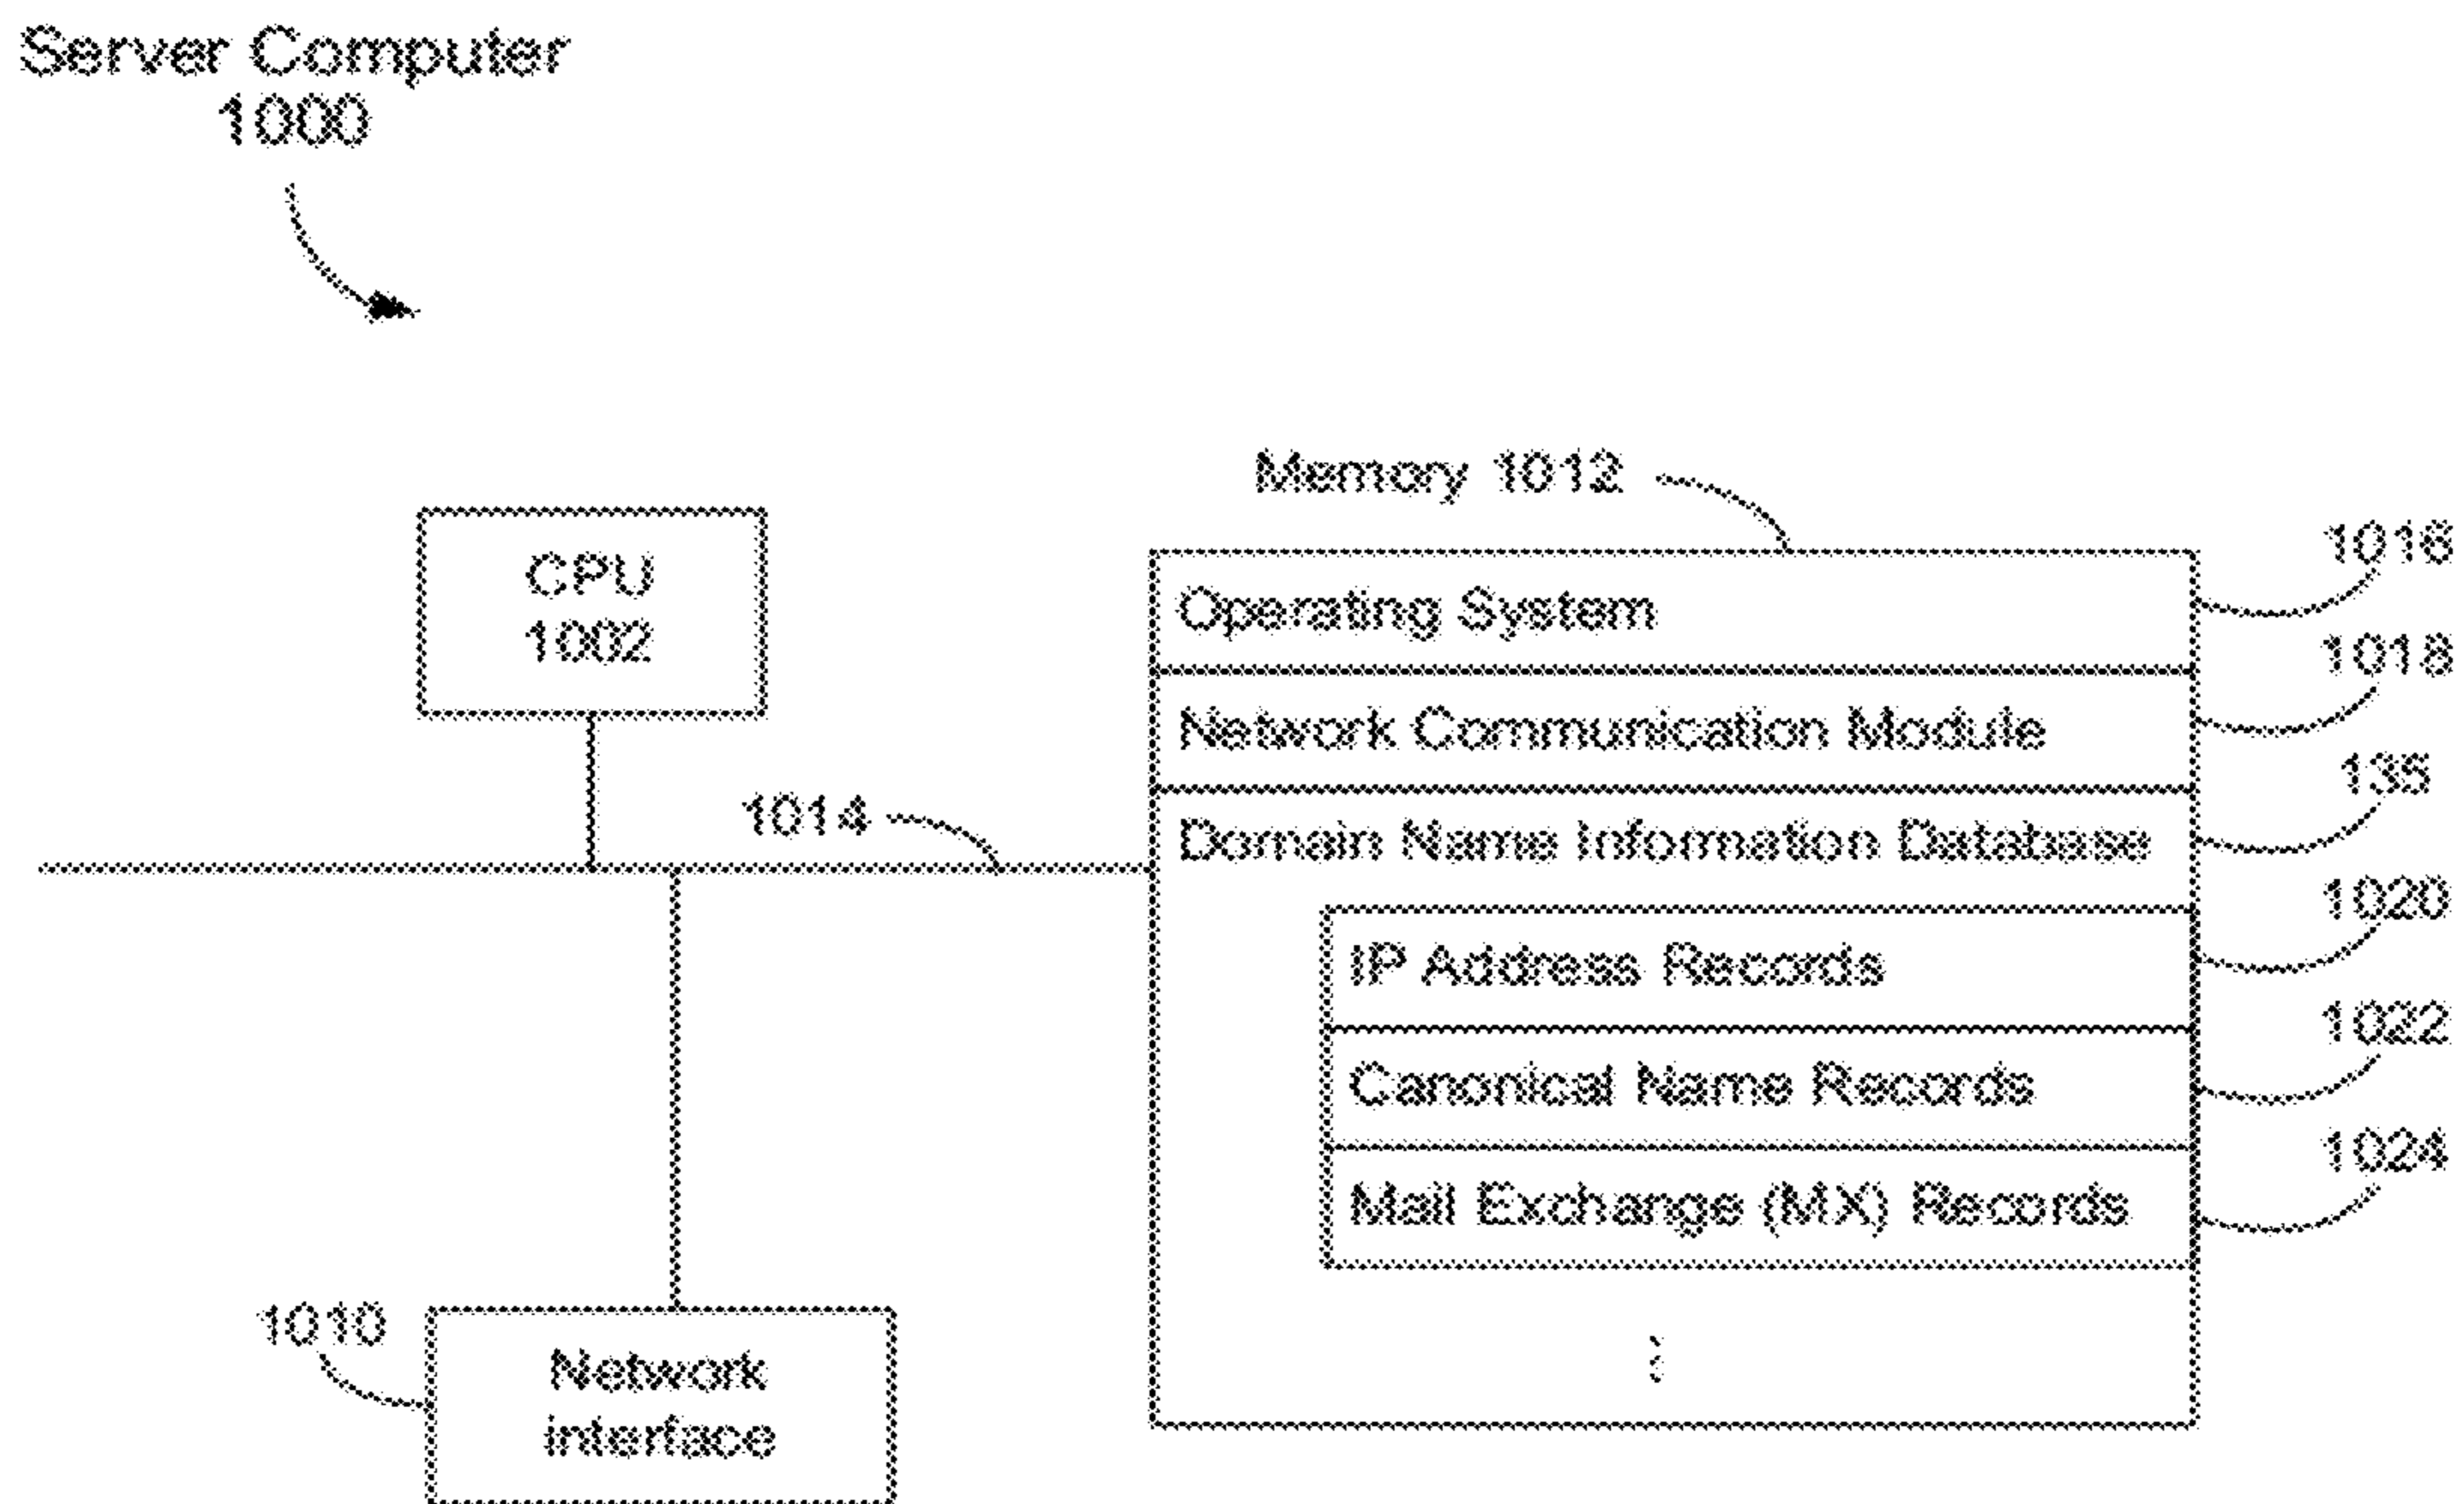 Server Computer
1000
Memory 1012
CPU
1002
1016
Operating System
1018
Network Communication Module
135
1014
Domain Name Information Database
1020
IP Address Records
1022
Canonical Name Records
1024
Mail Exchange (MX) Records
1010
Network
interface